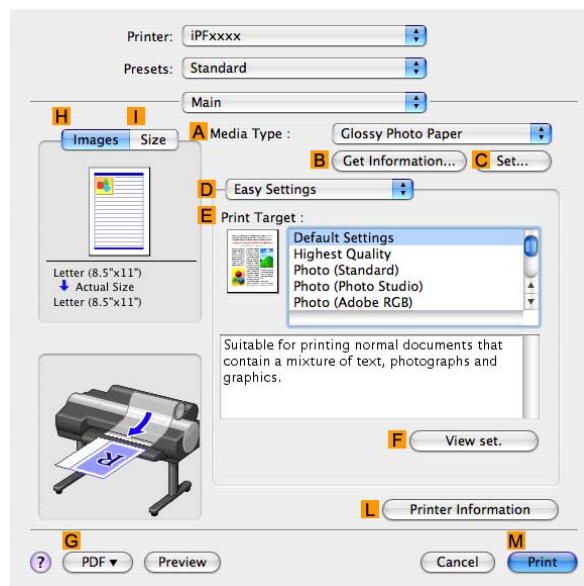 Printer: iPFxxxx
Presets: Standard
Main
H I
Images Size
A Media Type : Glossy Photo Paper
B Get Information... C Set...
D Easy Settings
E Print Target :
Default Settings
Highest Quality
Photo (Standard)
Photo (Photo Studio)
Photo (Adobe RGB)
Letter (8.5"x11")
Actual Size
Letter (8.5"x11")
Suitable for printing normal documents that
contain a mixture of text, photographs and
graphics.
R
F View set.
L Printer Information
G M
? PDF Preview Cancel Print